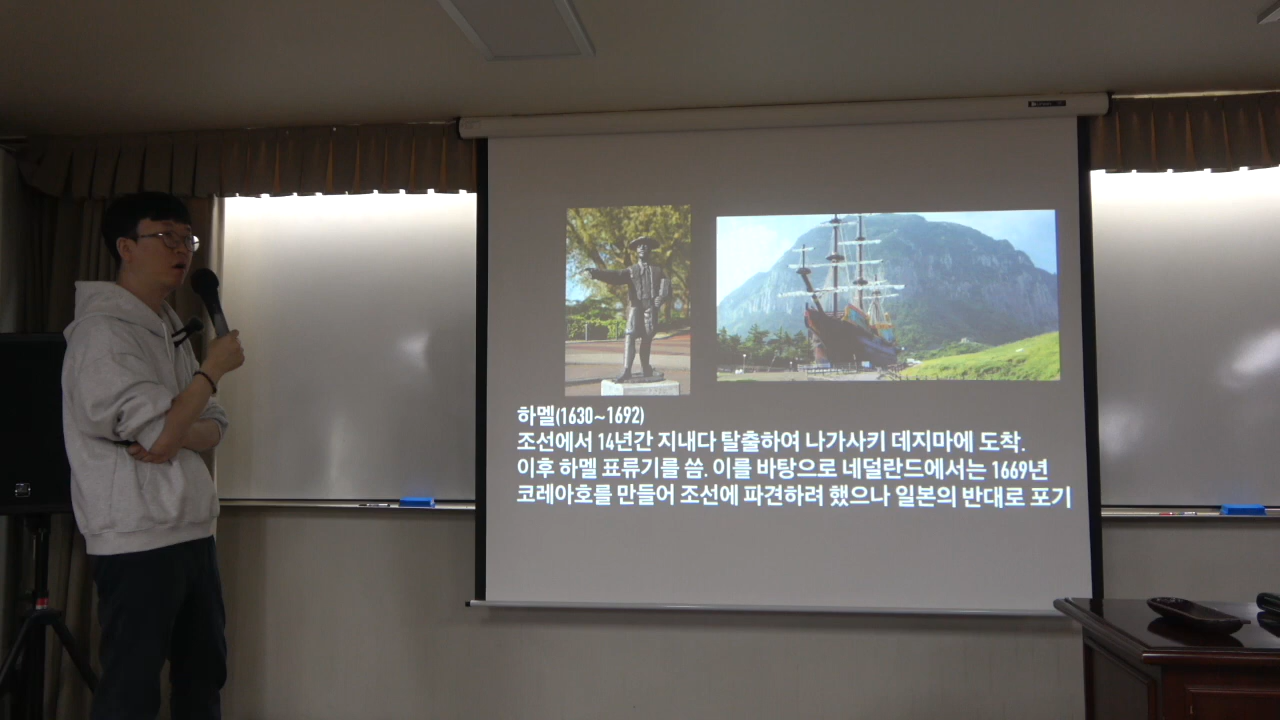 하멜(1630~1692)
조선에서 14년간 지내다 탈출하여 나가사키 데지마에 도착.
이후 하멜 표류기를 씀. 이를 바탕으로 네덜란드에서는 1669년
코레아호를 만들어 조선에 파견하려 했으나 일본의 반대로 포기